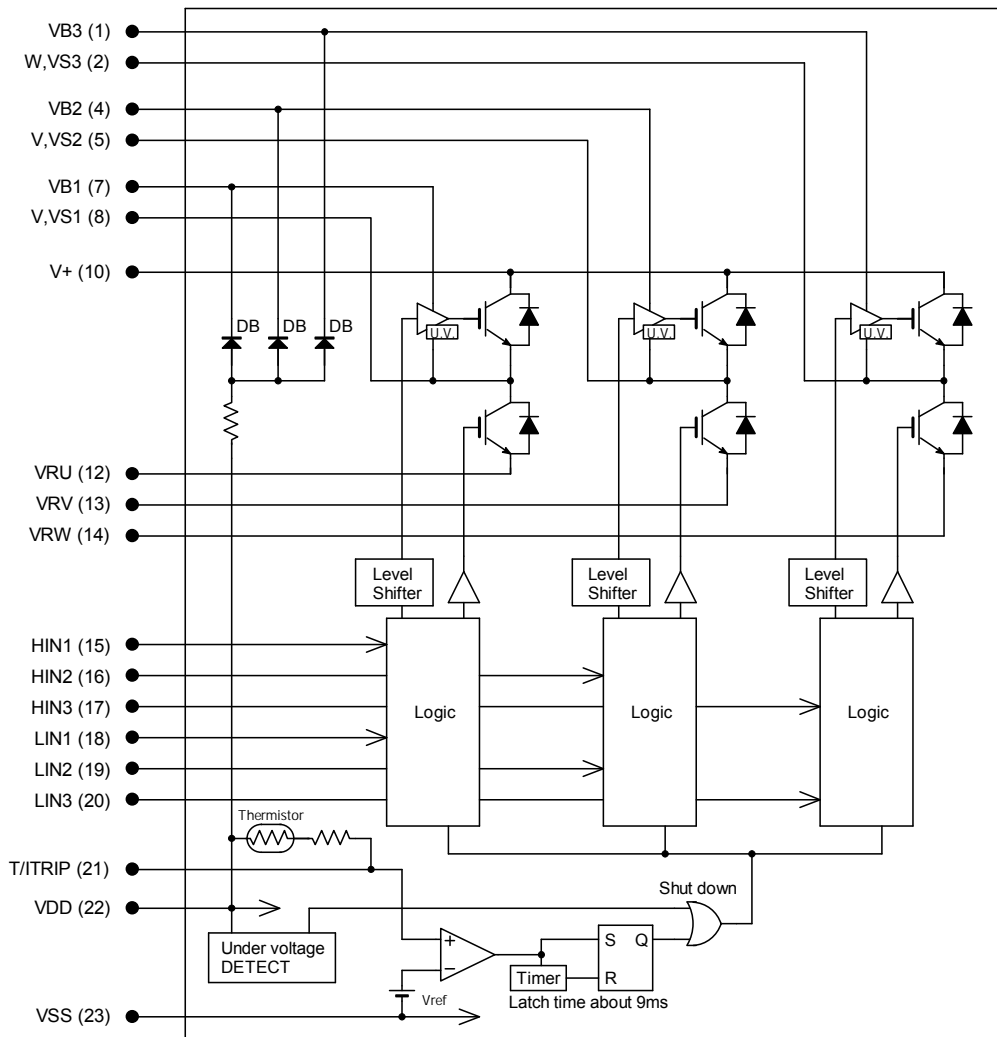 VB3 (1)
W,VS3 (2)
VB2 (4)
V,VS2 (5)
VB1 (7)
V,VS1 (8)
V+ (10)
DB
DB
DB
U.V.
U.V.
U.V.
VRU (12)
VRV (13)
VRW (14)
Level
Shifter
Level
Shifter
Level
Shifter
HIN1 (15)
HIN2 (16)
HIN3 (17)
Logic
Logic
Logic
LIN1 (18)
LIN2 (19)
LIN3 (20)
Thermistor
T/ITRIP (21)
Shut down
VDD (22)
Under voltage
DETECT
+
−
S
Q
R
Timer
Vref
Latch time about 9ms
VSS (23)